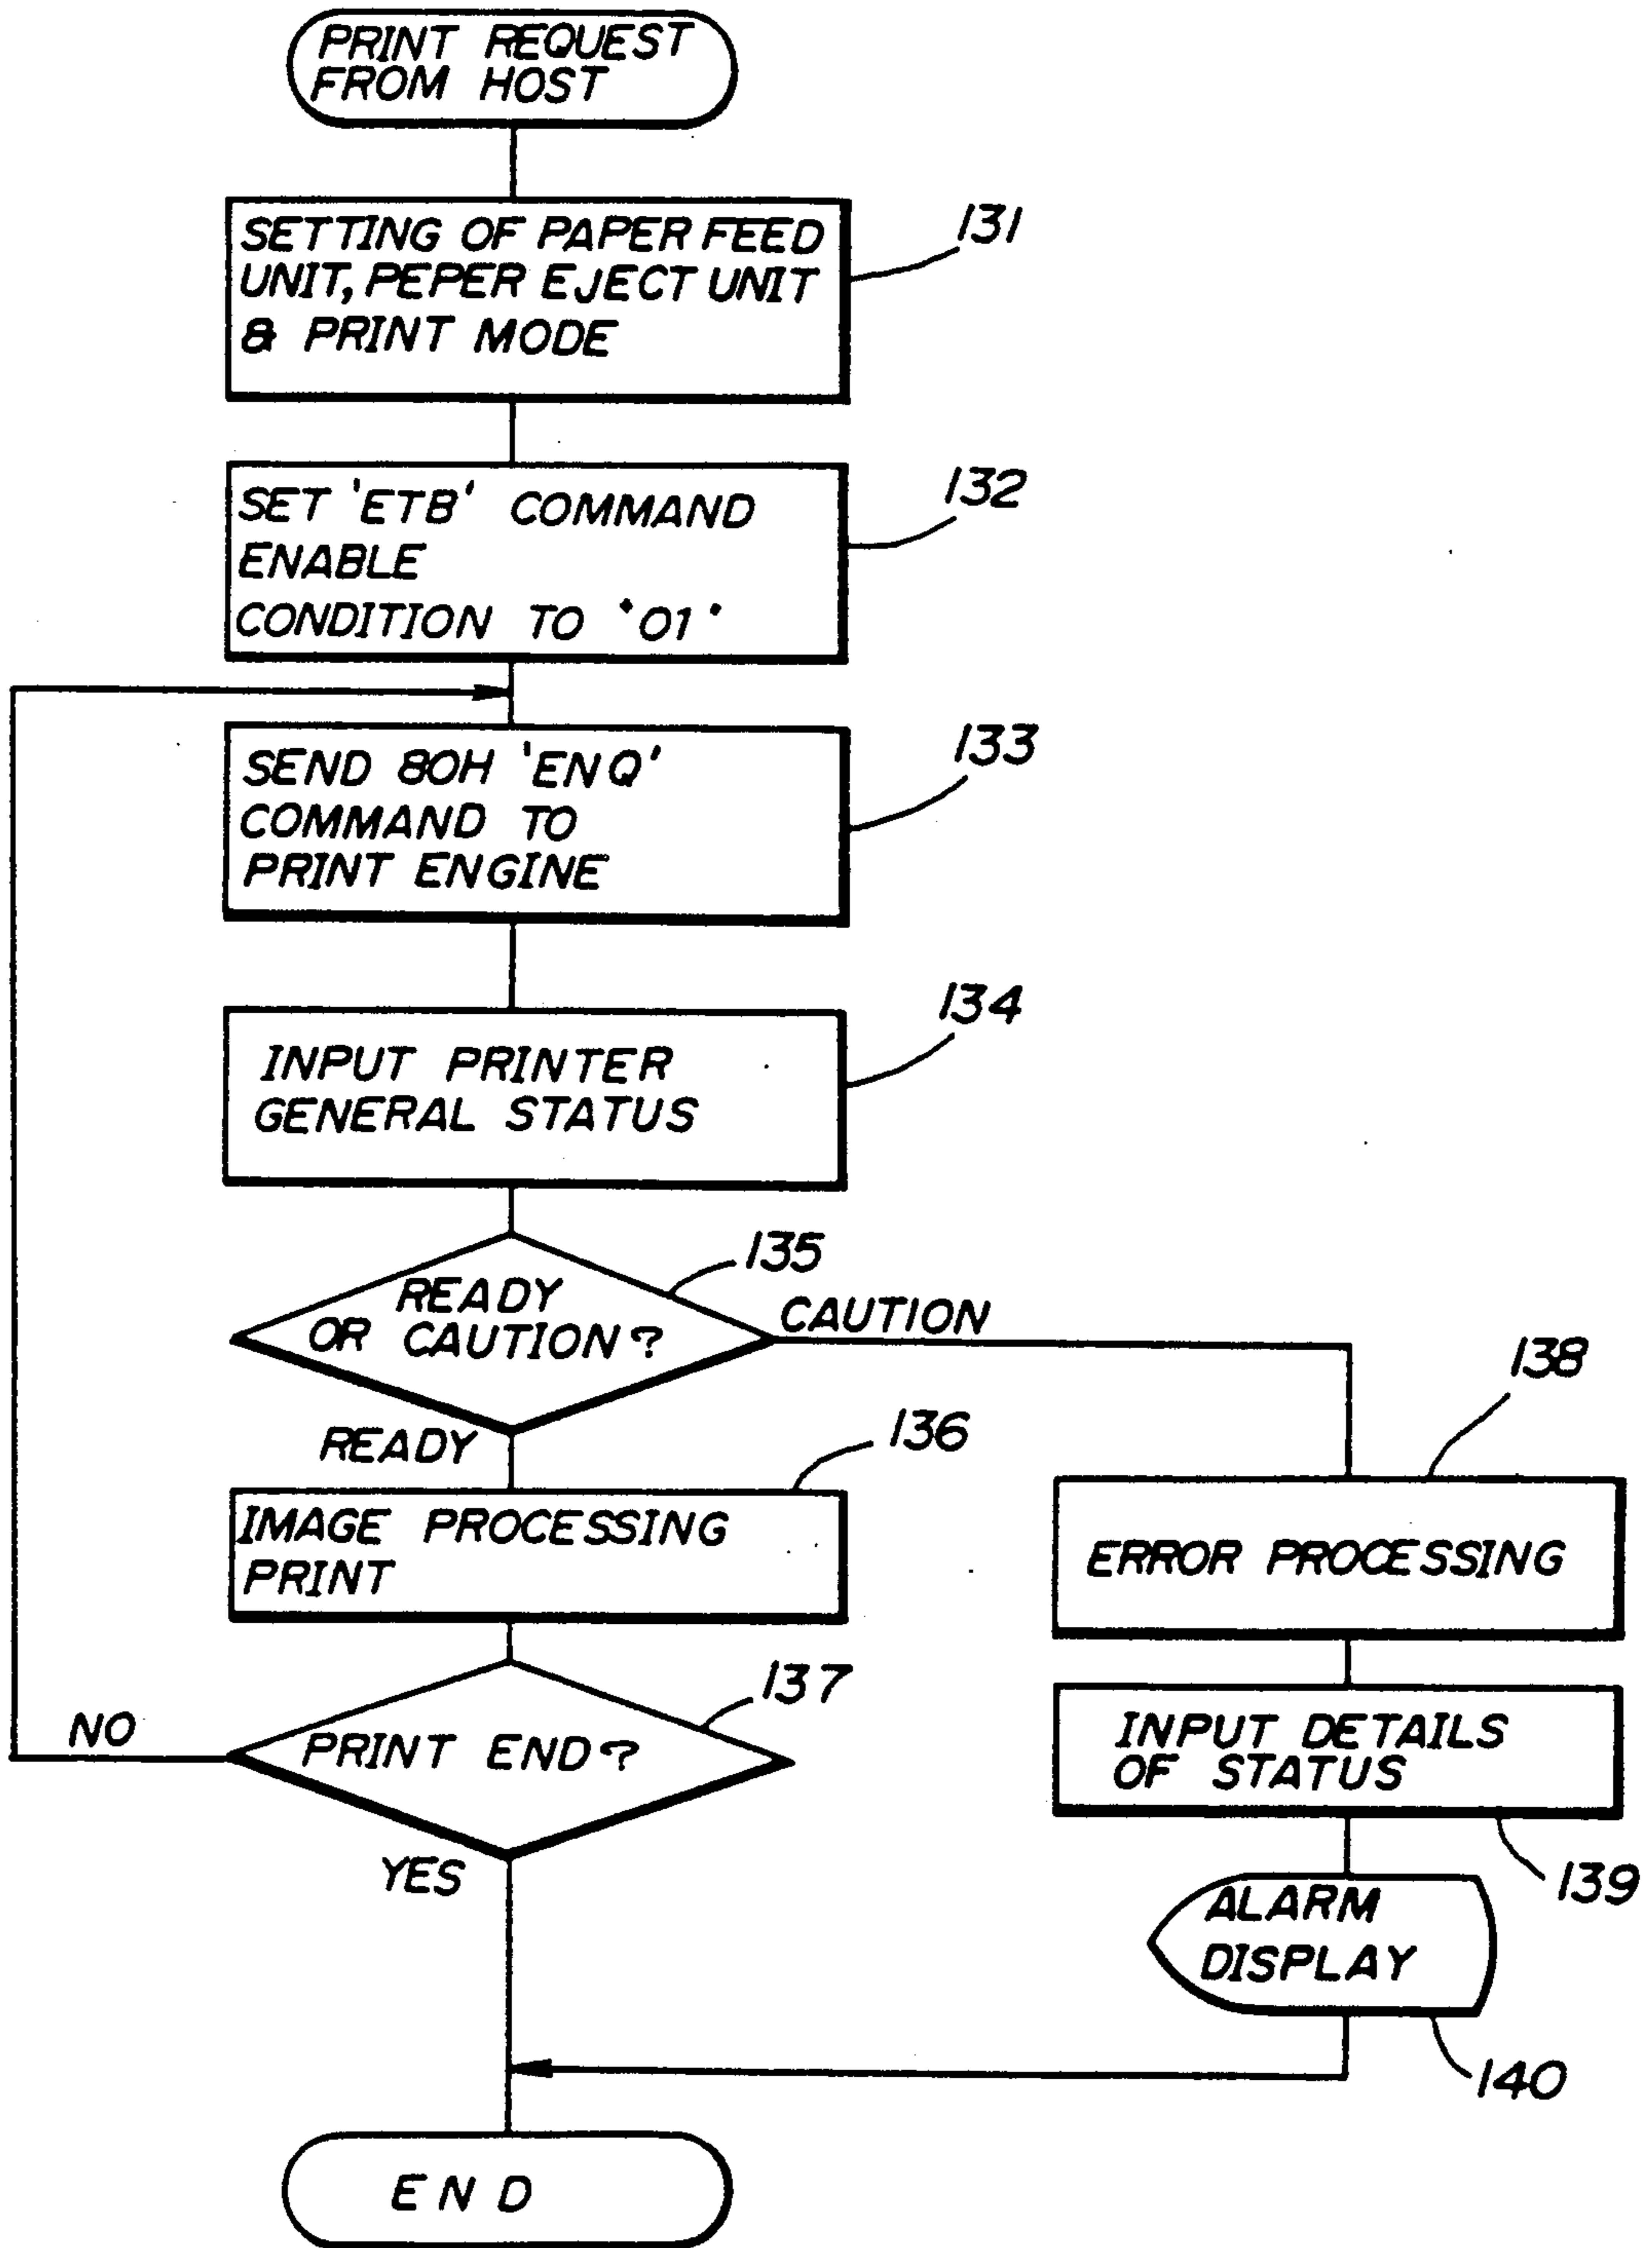 PRINT REQUEST
FROM HOST
SETTING OF PAPER FEED
UNIT, PEPER EJECT UNIT
& PRINT MODE
131
SET 'ETB' COMMAND
ENABLE
CONDITION TO '01'
132
SEND 80H 'ENQ'
COMMAND TO
PRINT ENGINE
133
INPUT PRINTER
GENERAL STATUS
134
READY
OR CAUTION?
135
CAUTION
READY
IMAGE PROCESSING
PRINT
136
PRINT END?
137
NO
YES
138
ERROR PROCESSING
INPUT DETAILS
OF STATUS
139
ALARM
DISPLAY
140
END